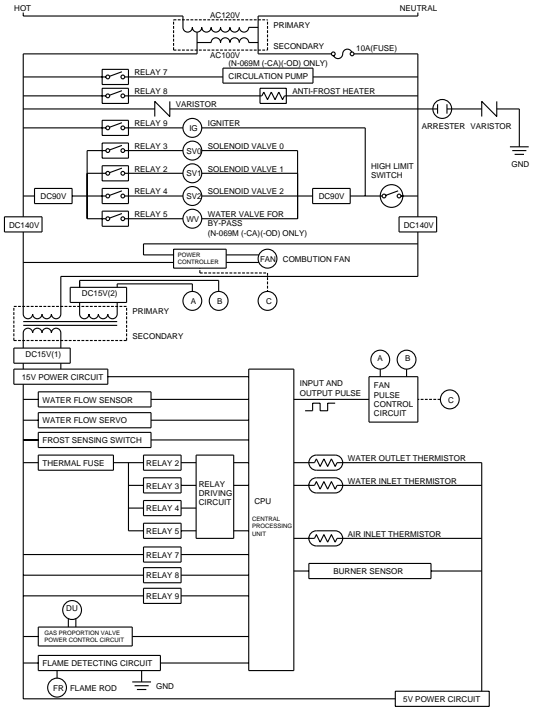 HOT
NEUTRAL
AC120V
PRIMARY
SECONDARY
10A(FUSE)
AC100V
(N-069M (-CA)(-OD) ONLY)
RELAY 7
CIRCULATION PUMP
RELAY 8
ANTI-FROST HEATER
VARISTOR
ARRESTER
VARISTOR
RELAY 9
IG
IGNITER
GND
RELAY 3
SV0
SOLENOID VALVE 0
HIGH LIMIT
SWITCH
RELAY 2
SV1
SOLENOID VALVE 1
DC90V
RELAY 4
SV2
SOLENOID VALVE 2
DC90V
RELAY 5
WV
WATER VALVE FOR
BY-PASS
(N-069M (-CA)(-OD) ONLY)
DC140V
DC140V
POWER
CONTROLLER
FAN
COMBUTION FAN
DC15V(2)
A
B
C
PRIMARY
SECONDARY
DC15V(1)
15V POWER CIRCUIT
A
B
INPUT AND
OUTPUT PULSE
FAN
PULSE
CONTROL
CIRCUIT
C
WATER FLOW SENSOR
WATER FLOW SERVO
FROST SENSING SWITCH
THERMAL FUSE
RELAY 2
RELAY 3
RELAY 4
RELAY 5
RELAY
DRIVING
CIRCUIT
CPU
CENTRAL
PROCESSING
UNIT
WATER OUTLET THERMISTOR
WATER INLET THERMISTOR
AIR INLET THERMISTOR
BURNER SENSOR
RELAY 7
RELAY 8
RELAY 9
DU
GAS PROPORTION VALVE
POWER CONTROL CIRCUIT
FLAME DETECTING CIRCUIT
FR
FLAME ROD
GND
5V POWER CIRCUIT